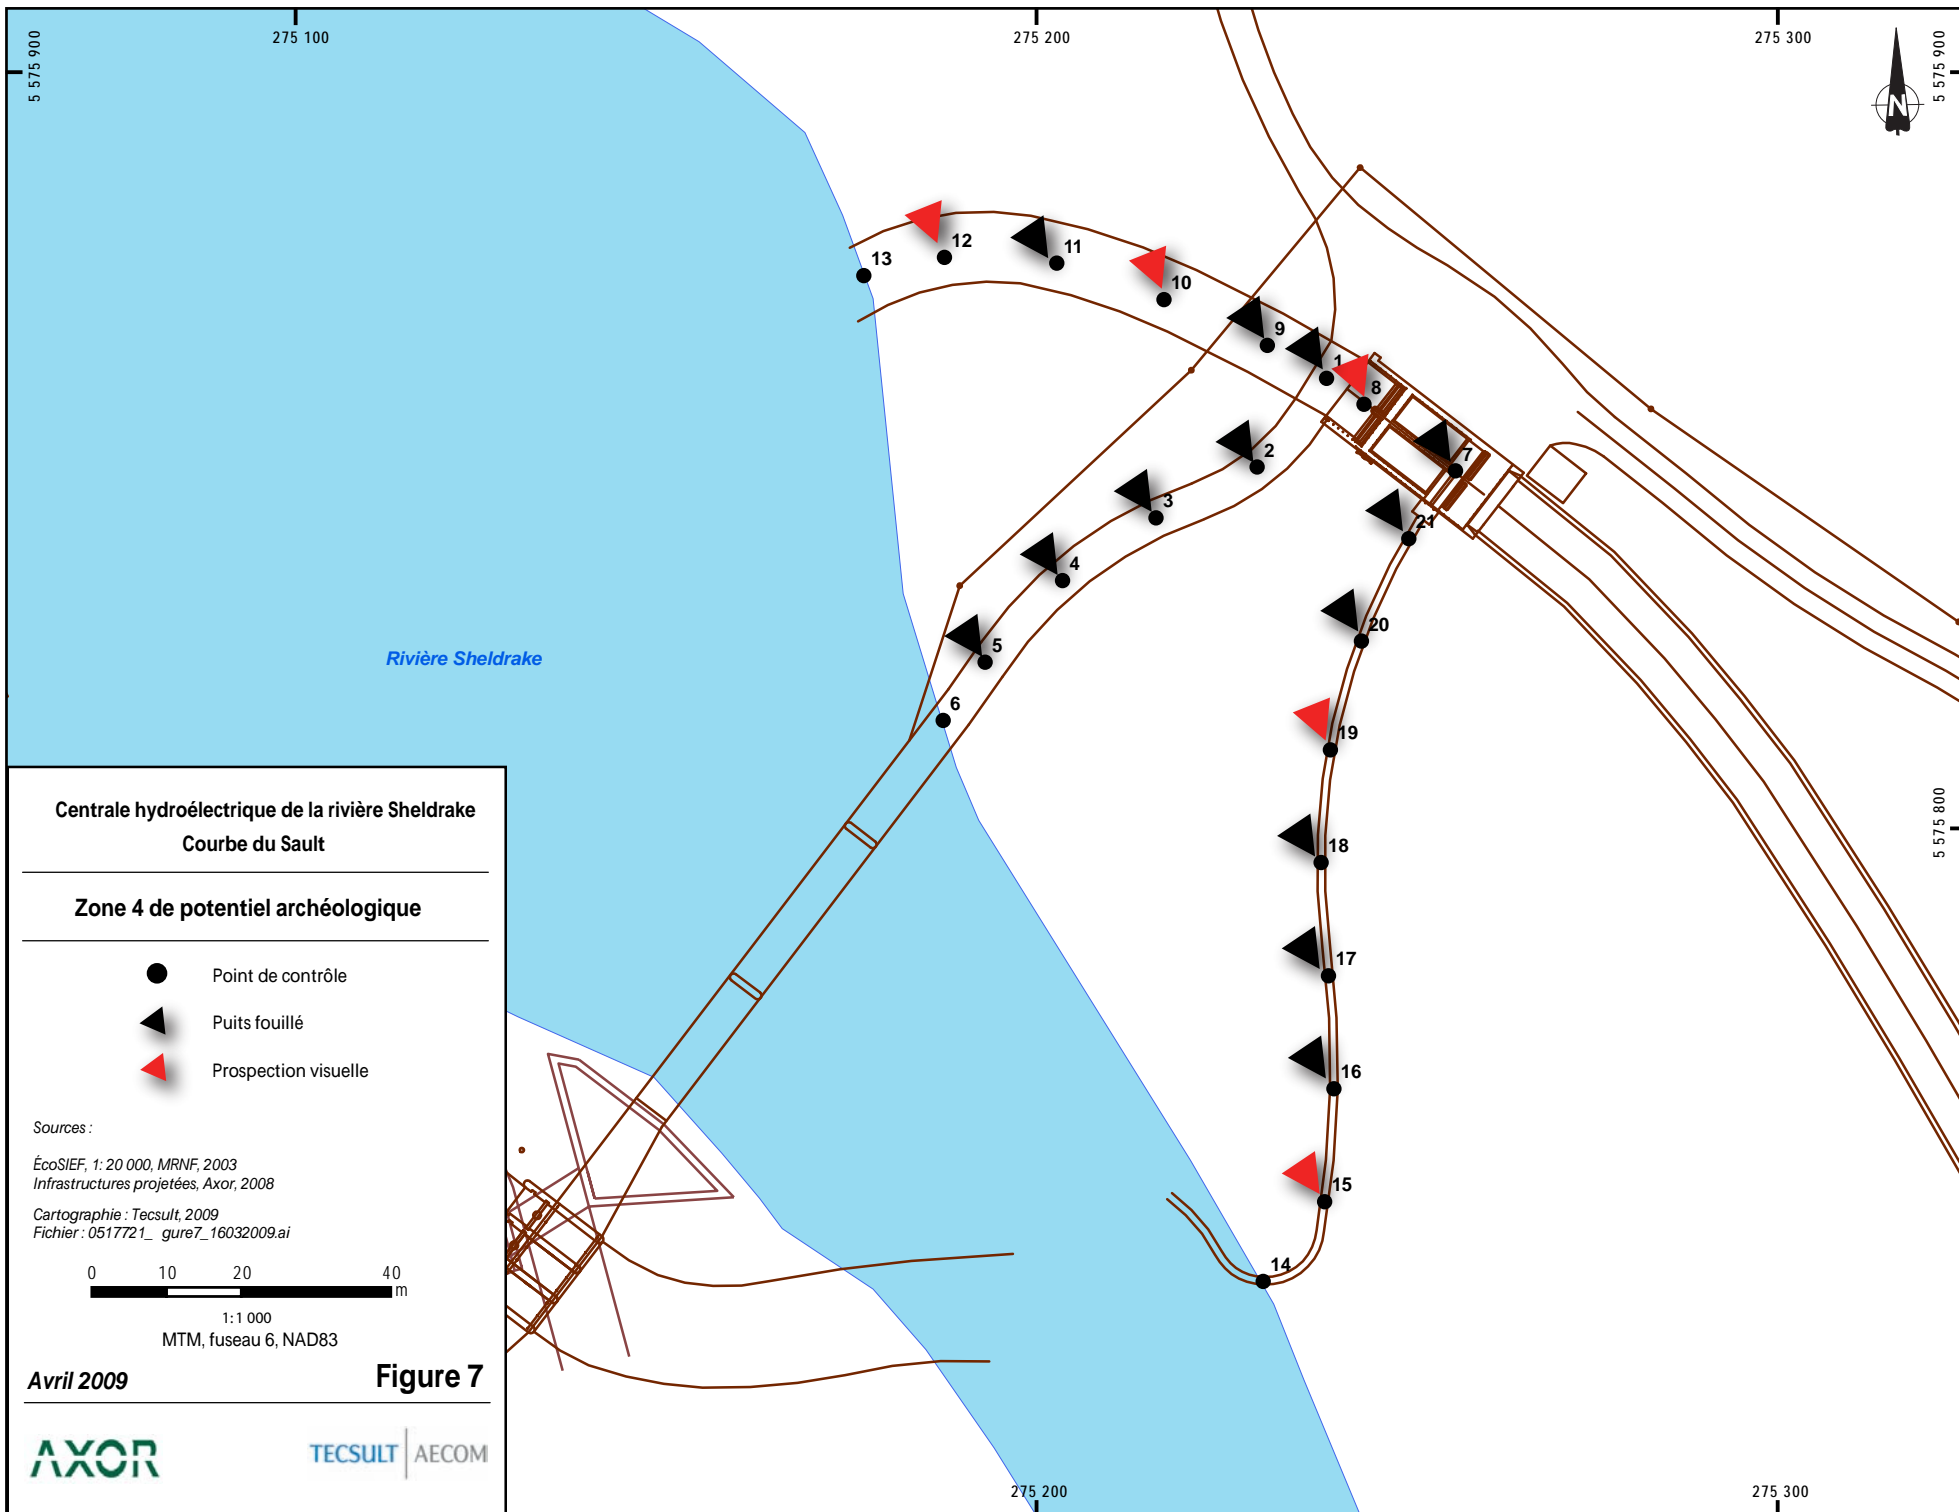 275 100
275 200
275 300
5 575 900
5 575 900
N
12
13
11
10
9
1
8
2
7
3
21
4
20
5
Rivière Sheldrake
6
19
5 575 800
18
17
16
15
14
Centrale hydroélectrique de la rivière Sheldrake
Courbe du Sault
Zone 4 de potentiel archéologique
Point de contrôle
Puits fouillé
Prospection visuelle
Sources :
ÉcoSIEF, 1: 20 000, MRNF, 2003
Infrastructures projetées, Axor, 2008
Cartographie : Tecsult, 2009
Fichier : 0517721_ gure7_16032009.ai
0 10 20 40
m
1:1 000
MTM, fuseau 6, NAD83
Avril 2009
Figure 7
AXOR
TECSULT AECOM
275 200
275 300